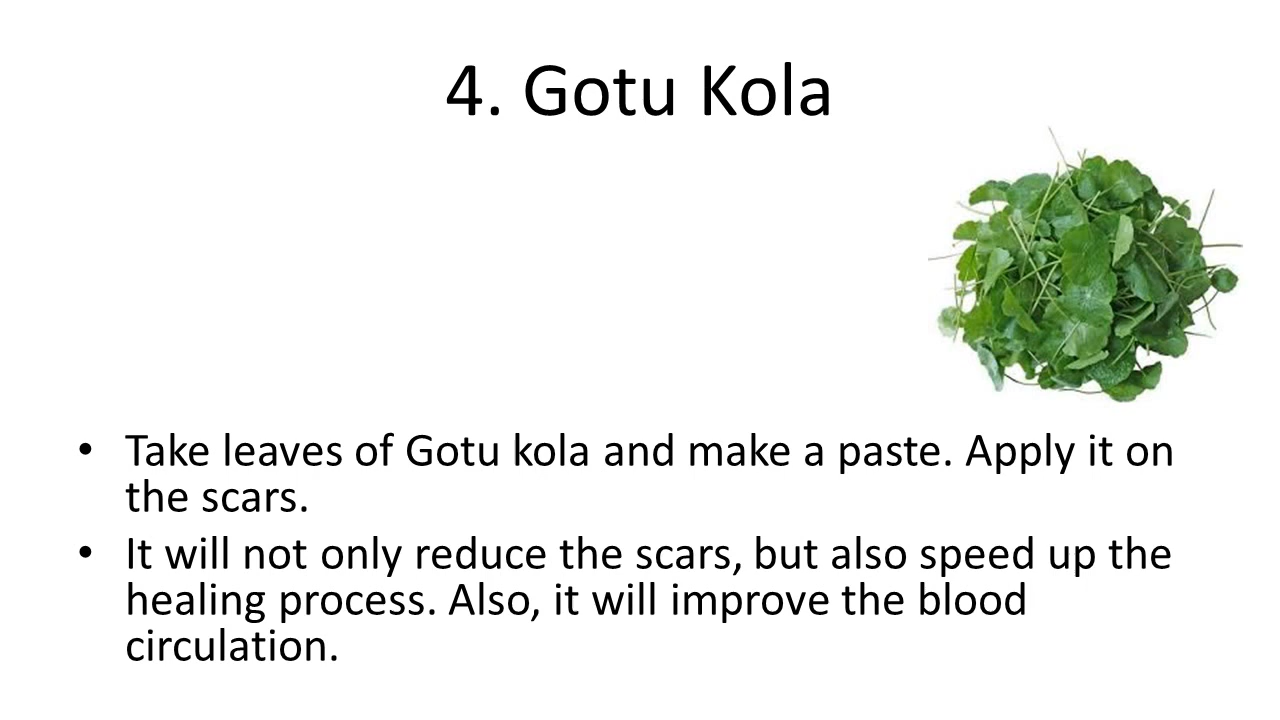 4. Gotu Kola
• Take leaves of Gotu kola and make a paste. Apply it on
the scars.
• It will not only reduce the scars, but also speed up the
healing process. Also, it will improve the blood
circulation.